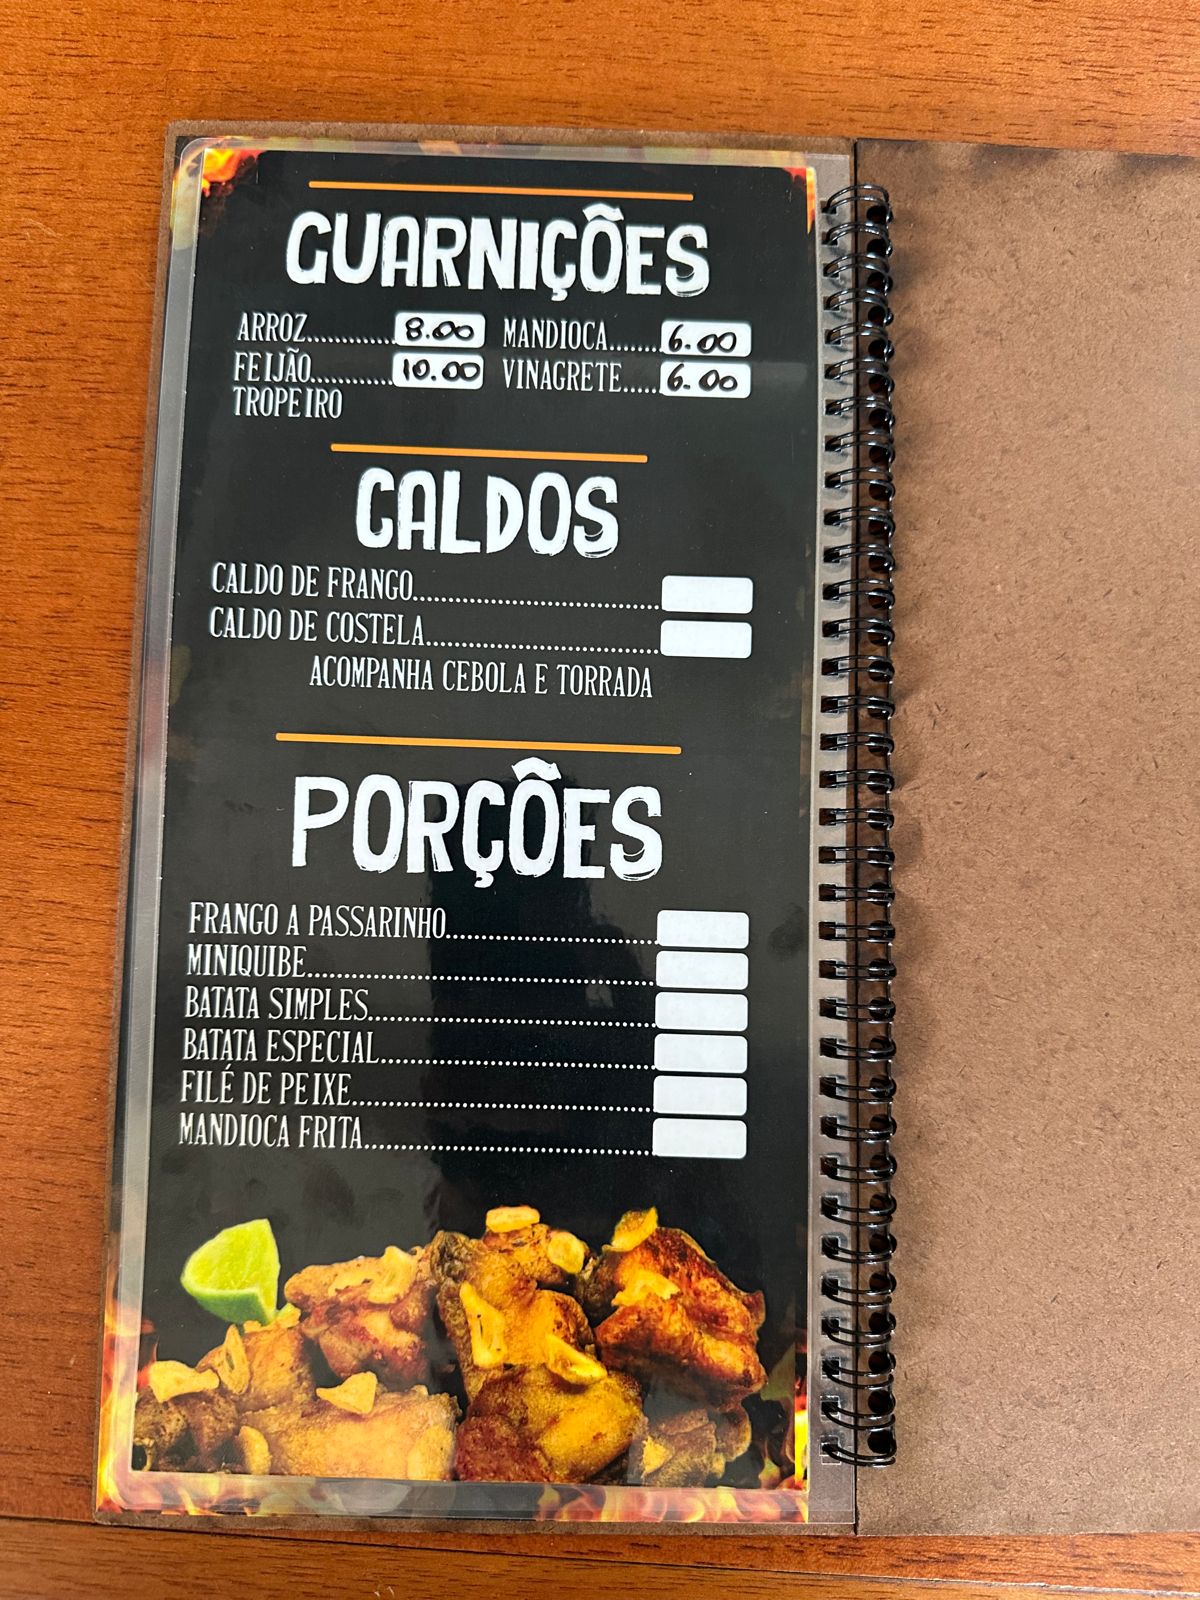 GUARNIÇÕES
ARROZ............ 8.00 MANDIOCA........ 6.00
FEIJÃO............ 10.00 VINAGRETE...... 6.00
TROPEIRO
CALDOS
CALDO DE FRANGO..........................................
CALDO DE COSTELA........................................
ACOMPANHA CEBOLA E TORRADA
PORÇÕES
FRANGO A PASSARINHO....................................
MINIQUIBE............................................................
BATATA SIMPLES.................................................
BATATA ESPECIAL...............................................
FILÉ DE PEIXE....................................................
MANDIOCA FRITA.................................................